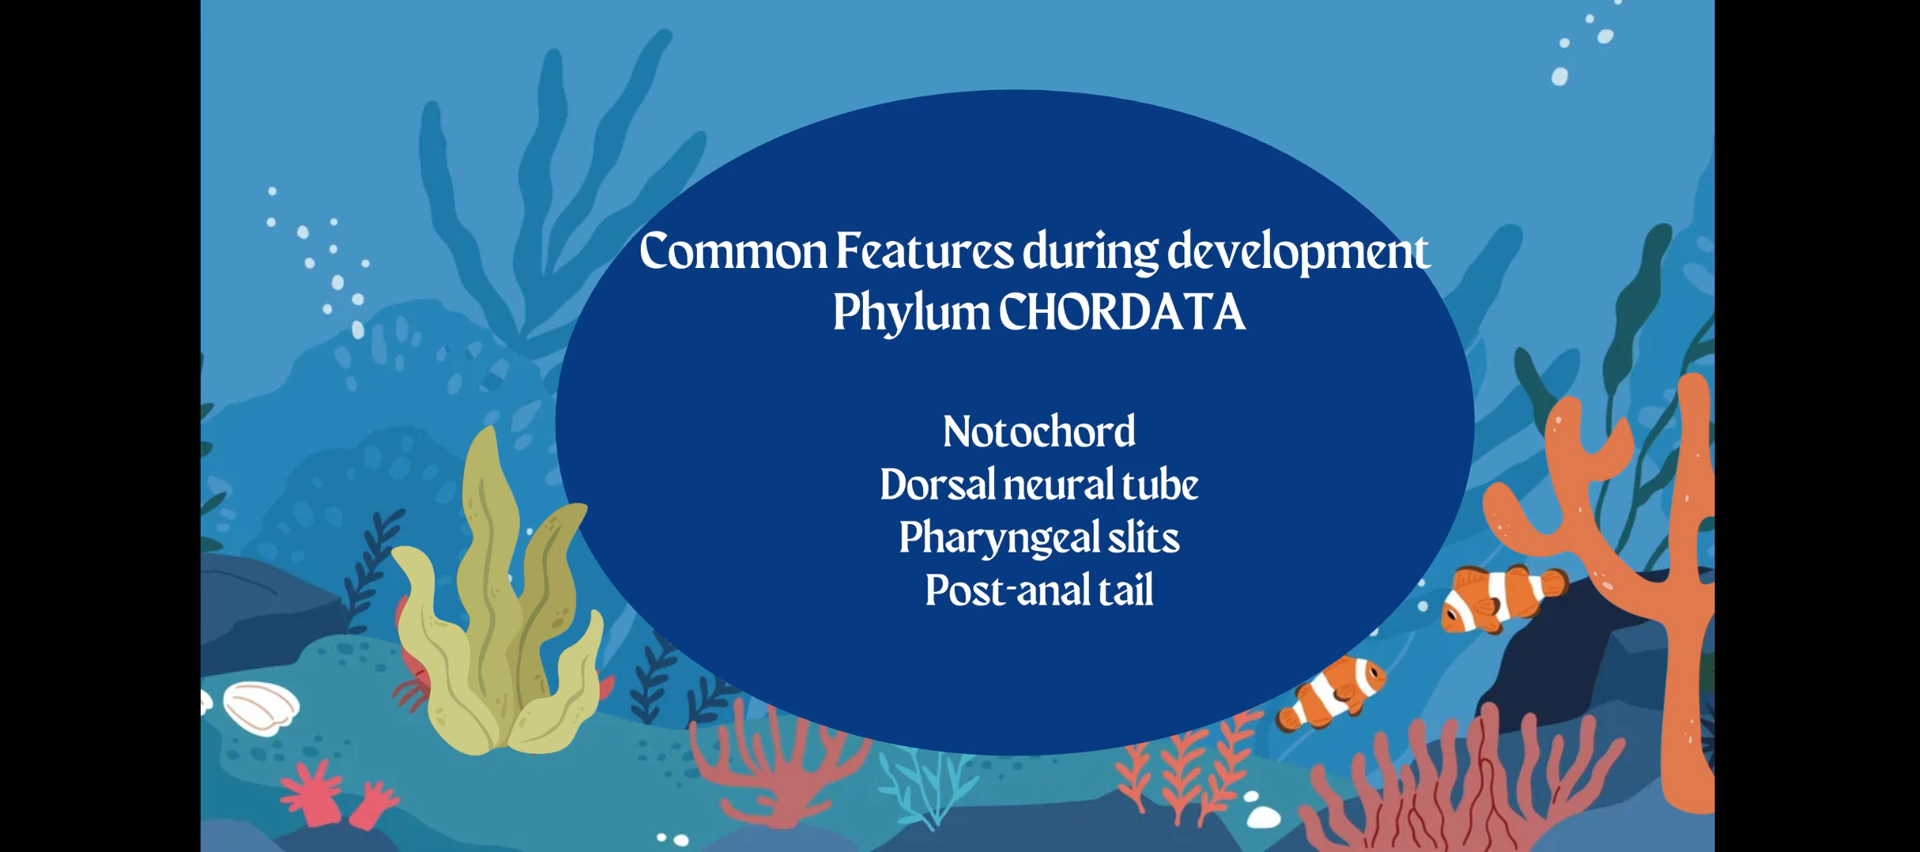 Common Features during development
Phylum CHORDATA
Notochord
Dorsal neural tube
Pharyngeal slits
Post-anal tail